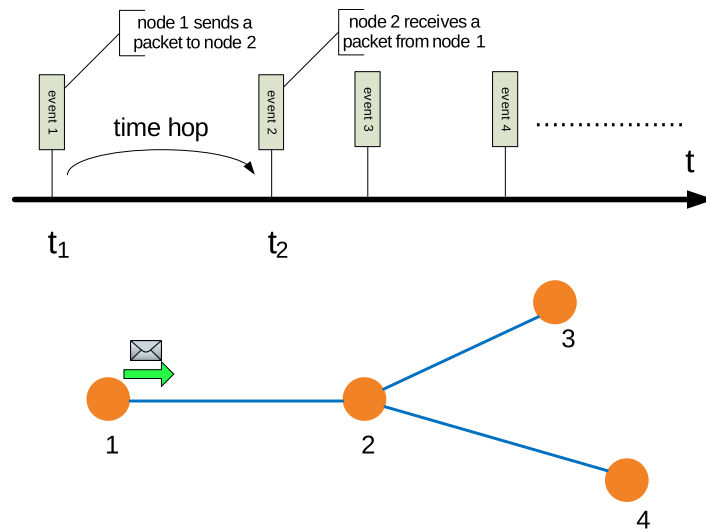 node 1 sends a
packet to node 2
node 2 receives a
packet from node 1
event 1
event 2
event 3
event 4
time hop
t
t1
t2
3
1
2
4